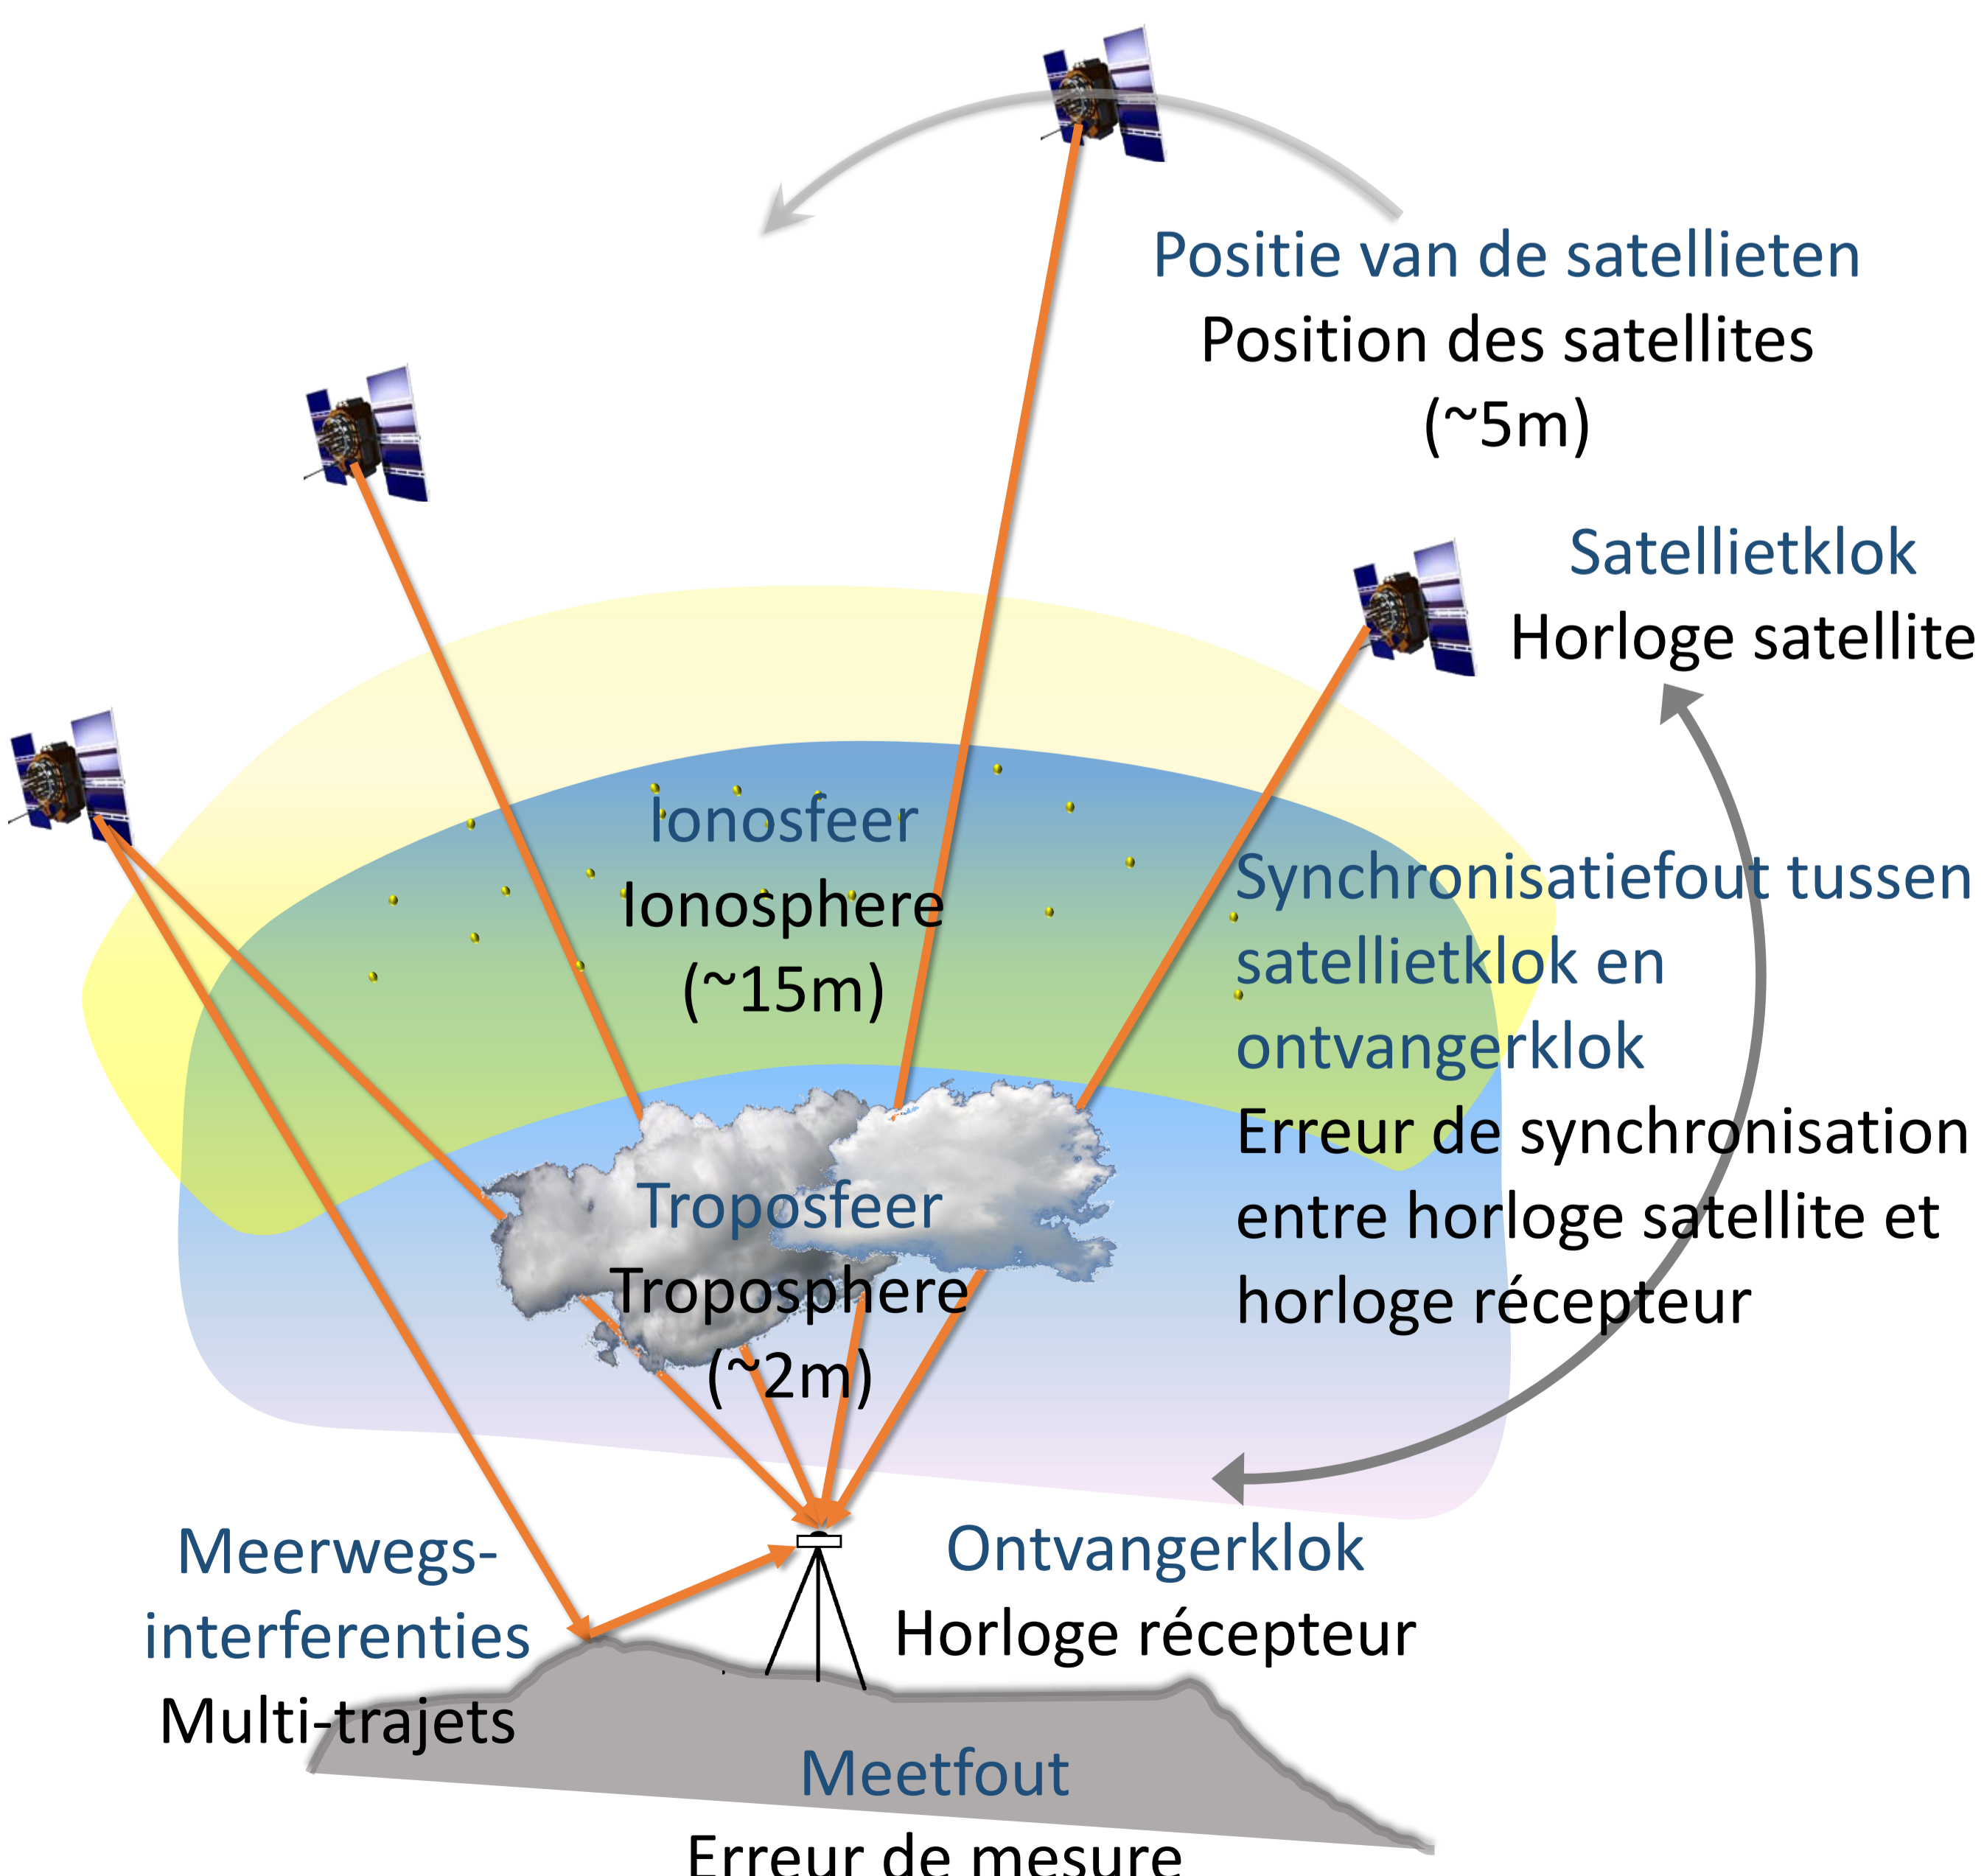 Positie van de satellieten
Position des satellites
(~5m)
Satellietklok
Horloge satellite
Ionosfeer
Ionosphere
(~15m)
Synchronisatiefout tussen
satellietklok en
ontvangerklok
Erreur de synchronisation
entre horloge satellite et
horloge récepteur
Troposfeer
Troposphere
(~2m)
Meerwegs-
interferenties
Multi-trajets
Ontvangerklok
Horloge récepteur
Meetfout
Erreur de mesure